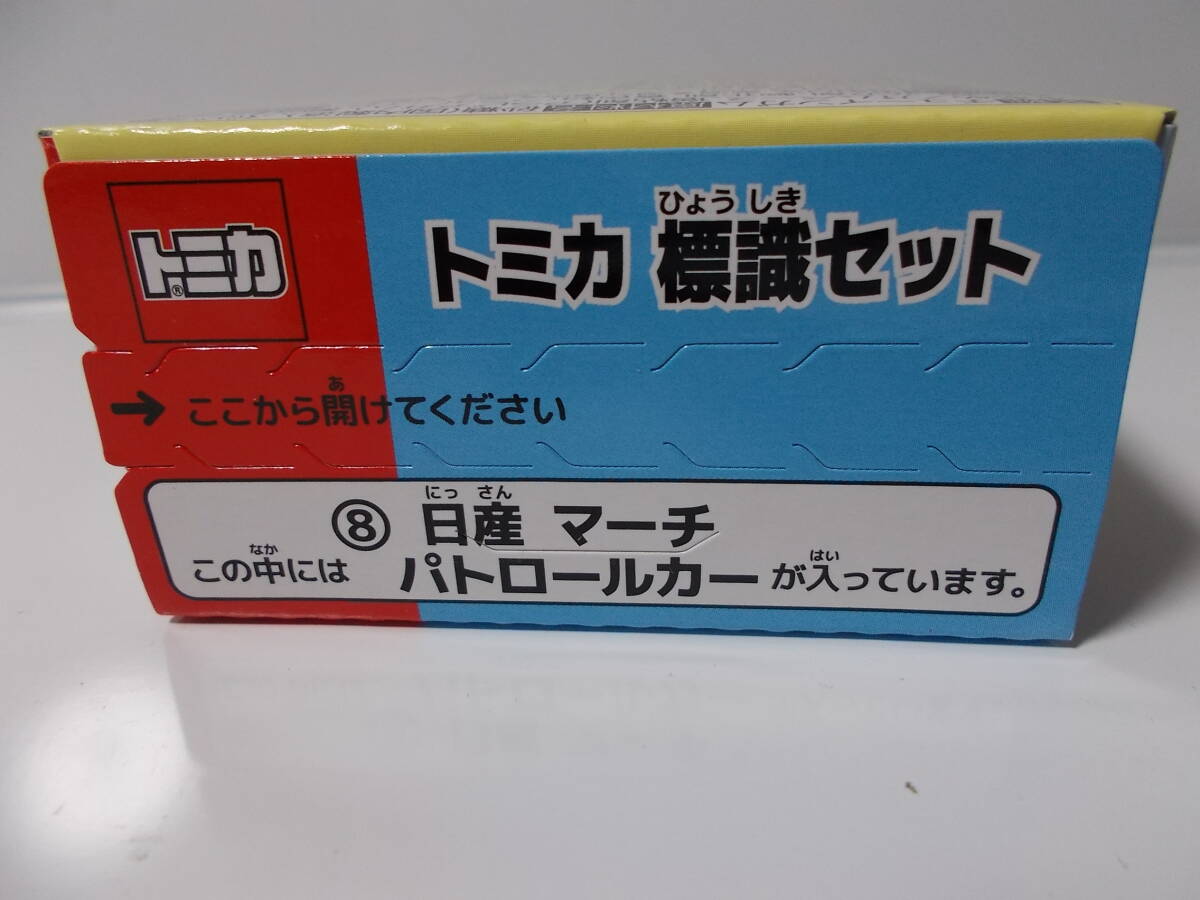 トミカ®
ひょうしき
トミカ 標識セット
あ
→ ここから開けてください
にっさん
⑧ 日産 マーチ
なか はい
この中には パトロールカー が入っています。